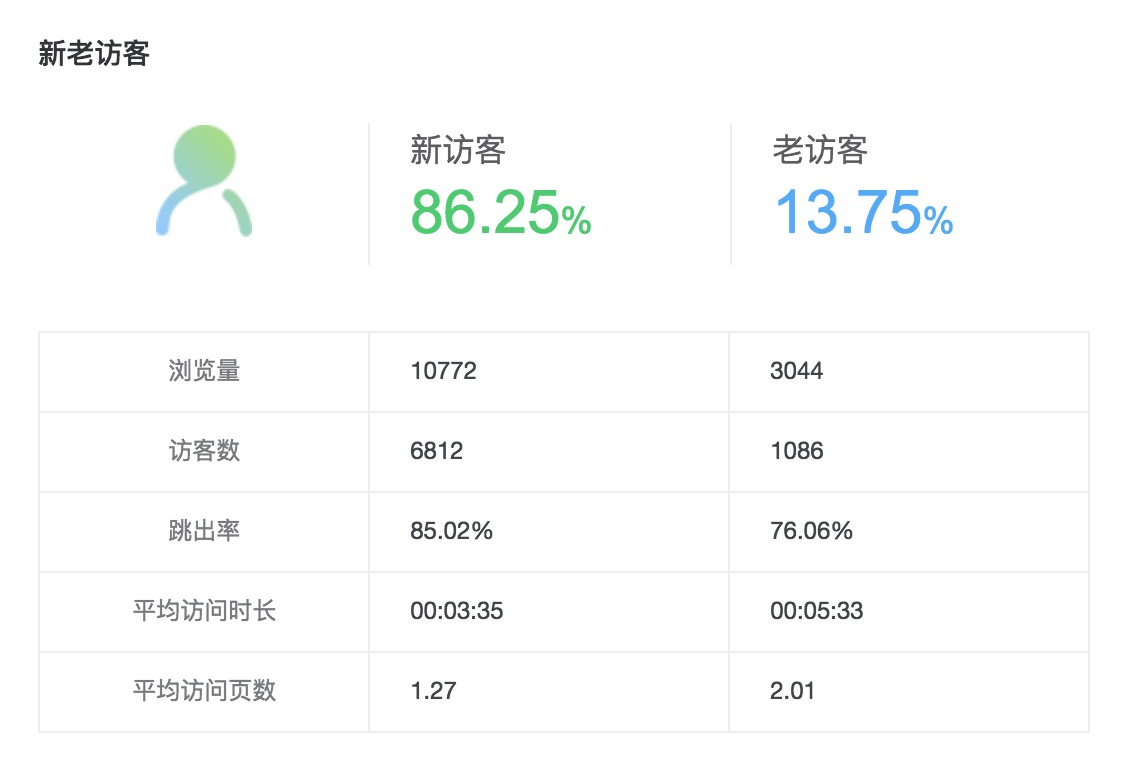 新老访客
新访客 老访客
86.25% 13.75%
浏览量 10772 3044
访客数 6812 1086
跳出率 85.02% 76.06%
平均访问时长 00:03:35 00:05:33
平均访问页数 1.27 2.01